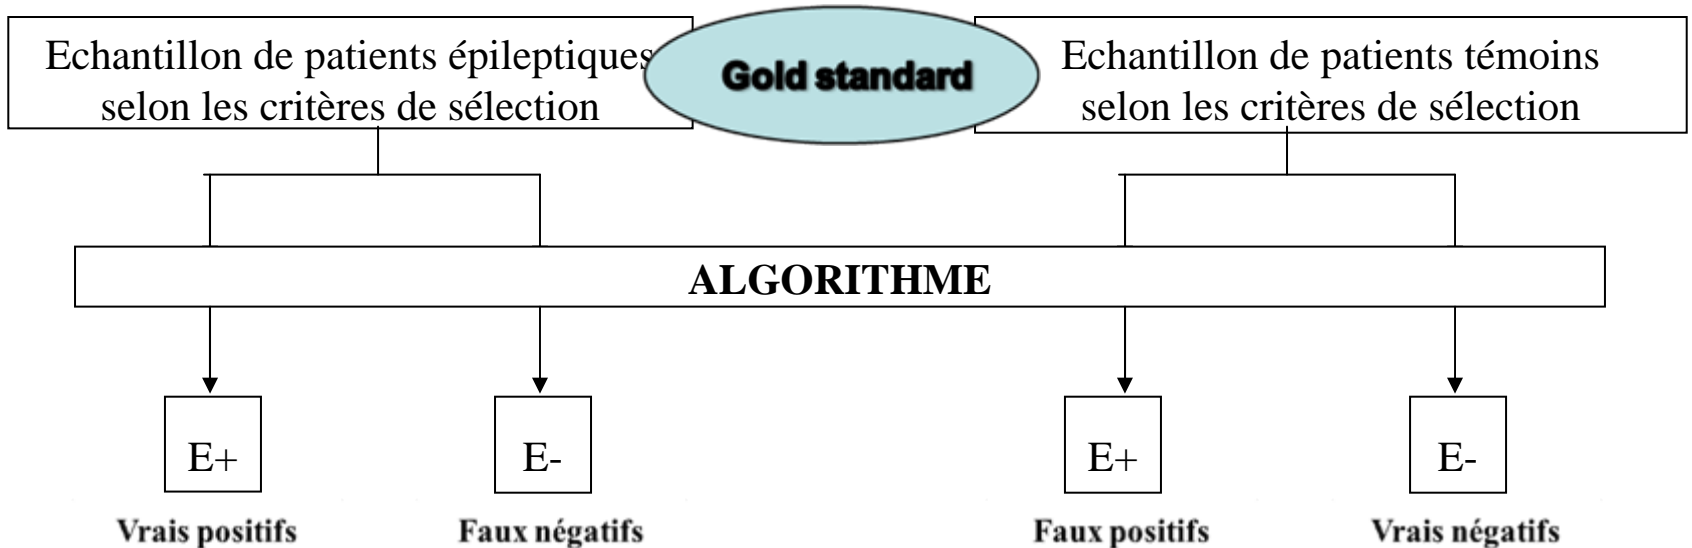 Echantillon de patients épileptiques
selon les critères de sélection
Gold standard
Echantillon de patients témoins
selon les critères de sélection
ALGORITHME
E+
E-
E+
E-
Vrais positifs
Faux négatifs
Faux positifs
Vrais négatifs